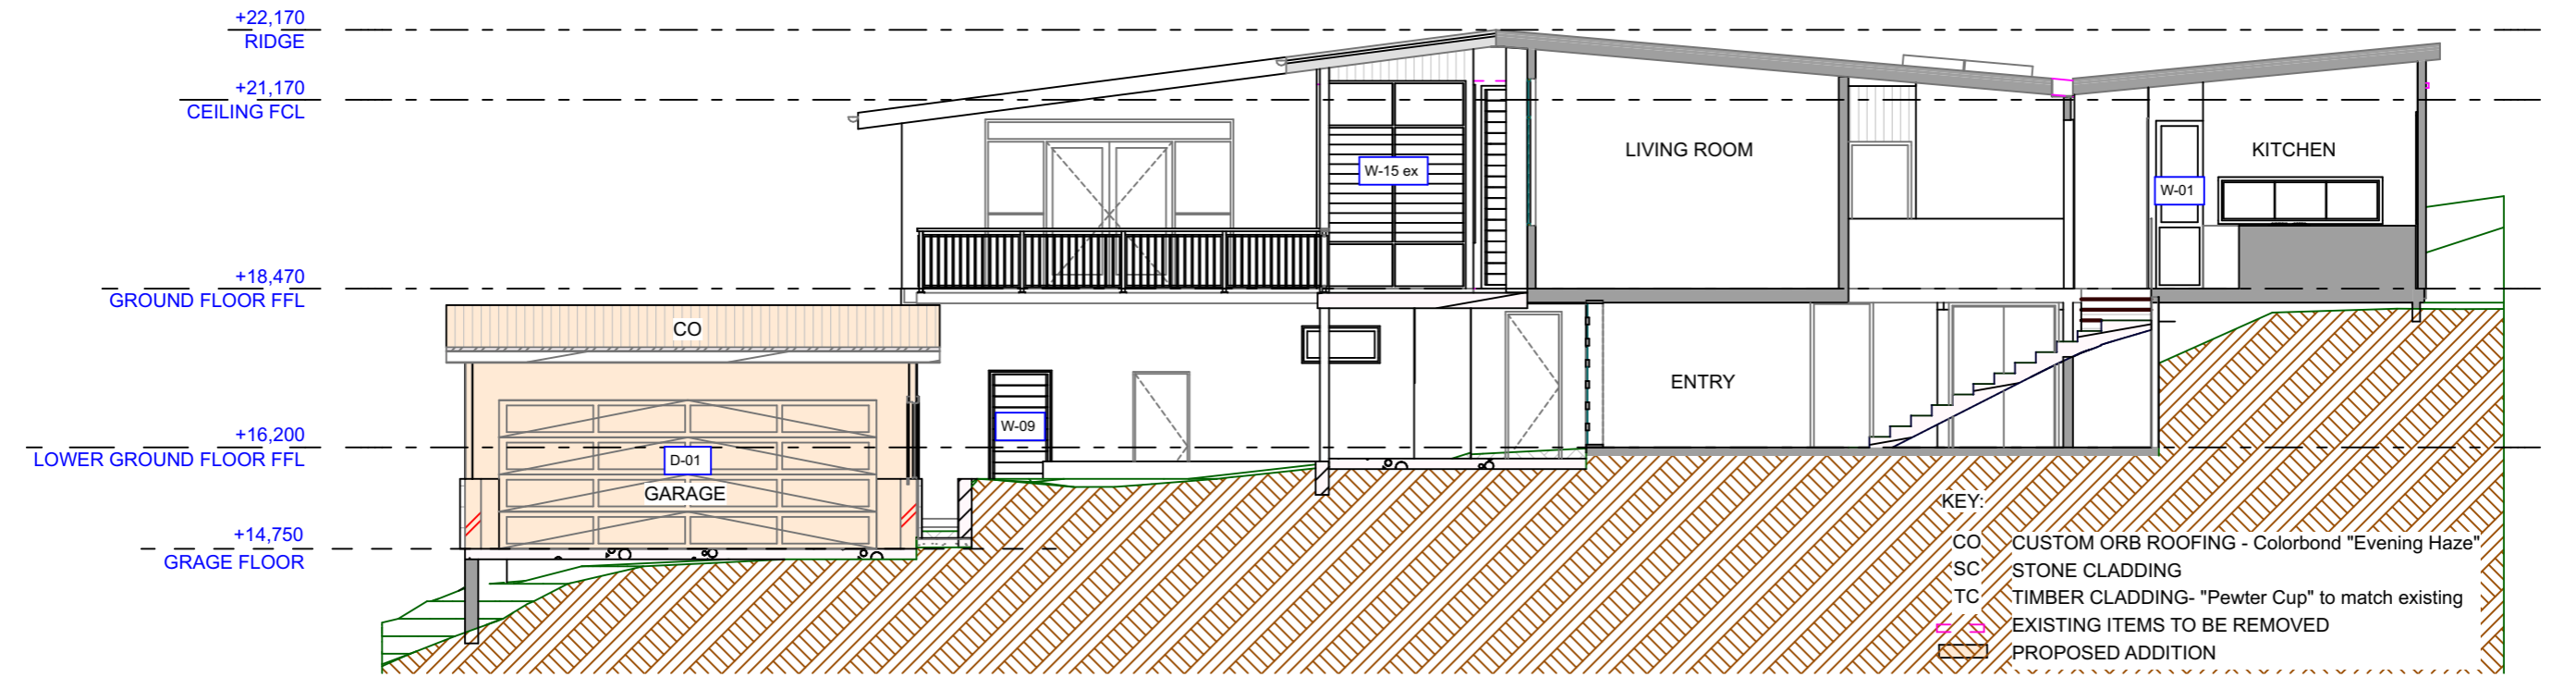 +22,170
RIDGE
+21,170
CEILING FCL
W-15 ex
LIVING ROOM
KITCHEN
W-01
+18,470
GROUND FLOOR FFL
CO
ENTRY
W-09
+16,200
LOWER GROUND FLOOR FFL
D-01
GARAGE
+14,750
GRAGE FLOOR
KEY:
CO CUSTOM ORB ROOFING - Colorbond "Evening Haze"
SC STONE CLADDING
TC TIMBER CLADDING- "Pewter Cup" to match existing
EXISTING ITEMS TO BE REMOVED
PROPOSED ADDITION